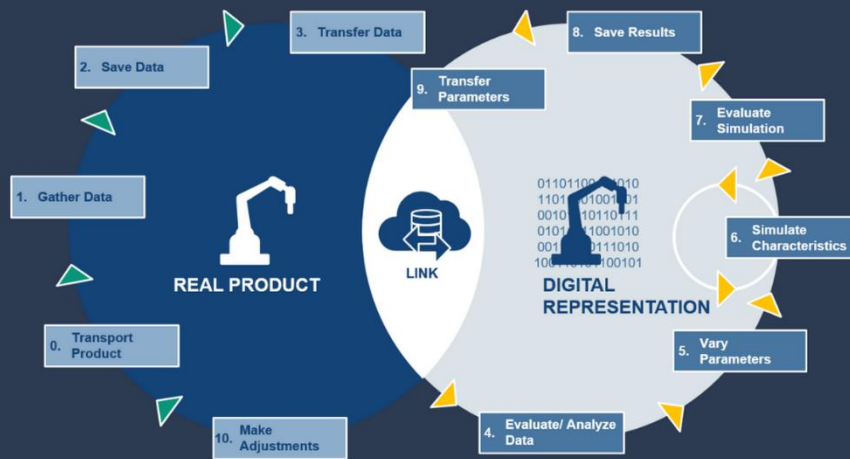 3. Transfer Data
8. Save Results
2. Save Data
9. Transfer
Parameters
7. Evaluate
Simulation
1. Gather Data
REAL PRODUCT
LINK
DIGITAL
REPRESENTATION
6. Simulate
Characteristics
0. Transport
Product
5. Vary
Parameters
10. Make
Adjustments
4. Evaluate/ Analyze
Data